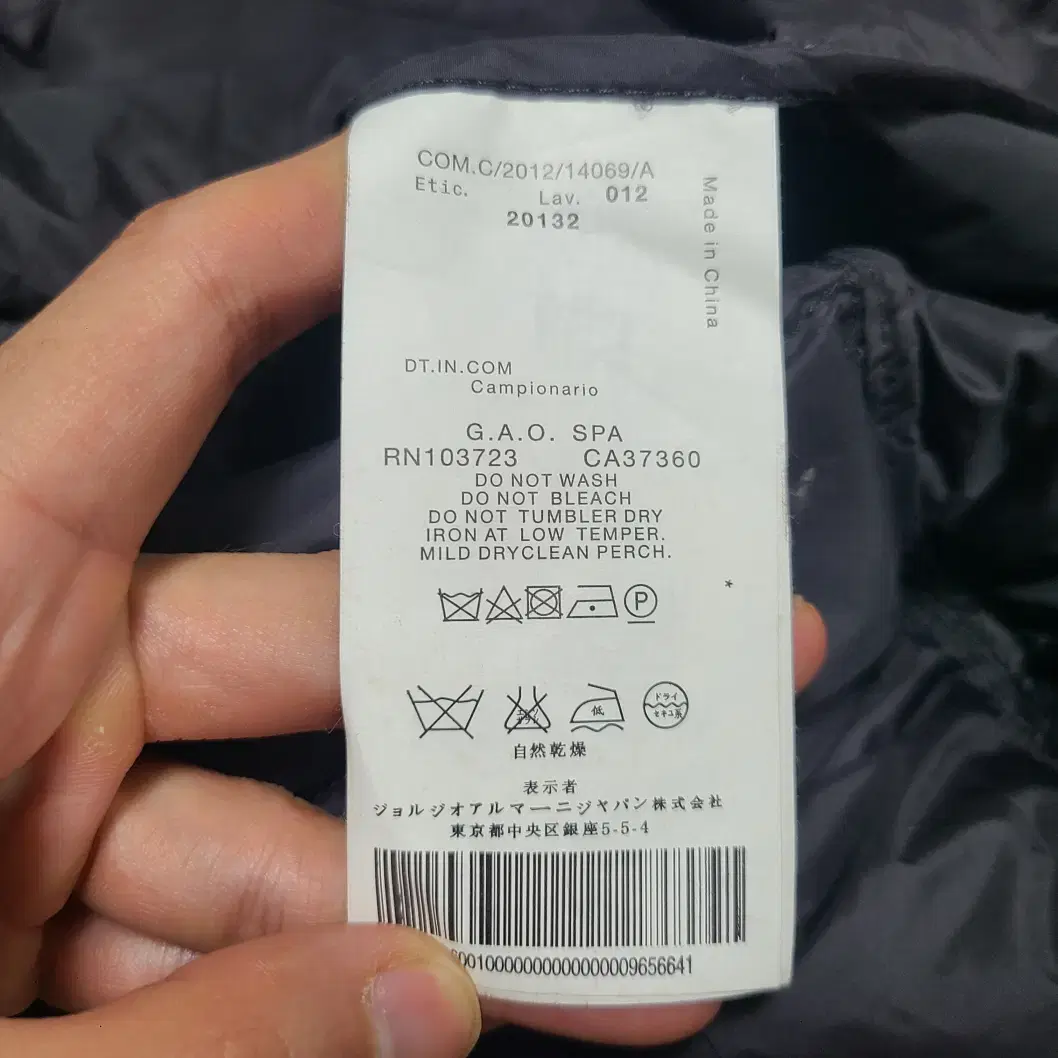 COM.C/2012/14069/A
Etic. Lav. 012
20132
Made in China
DT.IN.COM
Campionario
G.A.O. SPA
RN103723 CA37360
DO NOT WASH
DO NOT BLEACH
DO NOT TUMBLER DRY
IRON AT LOW TEMPER.
MILD DRYCLEAN PERCH.
*
P
低 ドライ
セキユ系
自然乾燥
表示者
ジョルジオアルマーニジャパン株式会社
東京都中央区銀座5-5-4